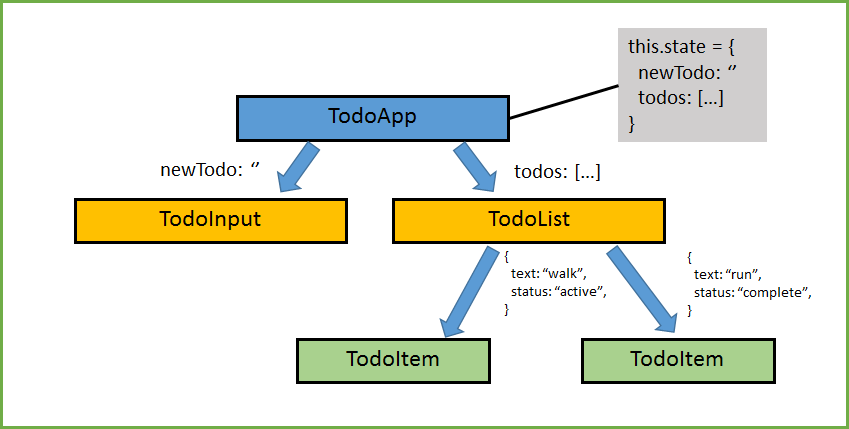 this.state = {
newTodo: ‘’
todos: […]
}
TodoApp
newTodo: ‘’
todos: […]
TodoInput
TodoList
{
text: “walk”,
status: “active”,
}
{
text: “run”,
status: “complete”,
}
TodoItem
TodoItem